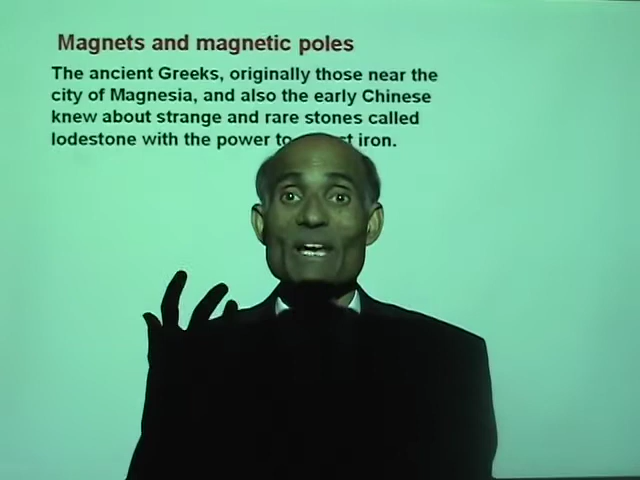 Magnets and magnetic poles
The ancient Greeks, originally those near the
city of Magnesia, and also the early Chinese
knew about strange and rare stones called
lodestone with the power to iron.